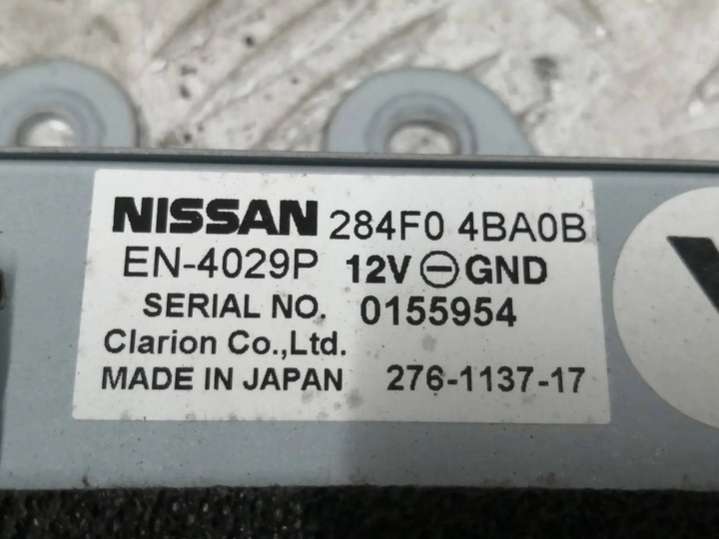 NISSAN 284F0 4BA0B
EN-4029P 12V ⊖ GND
SERIAL NO. 0155954
Clarion Co.,Ltd.
MADE IN JAPAN 276-1137-17